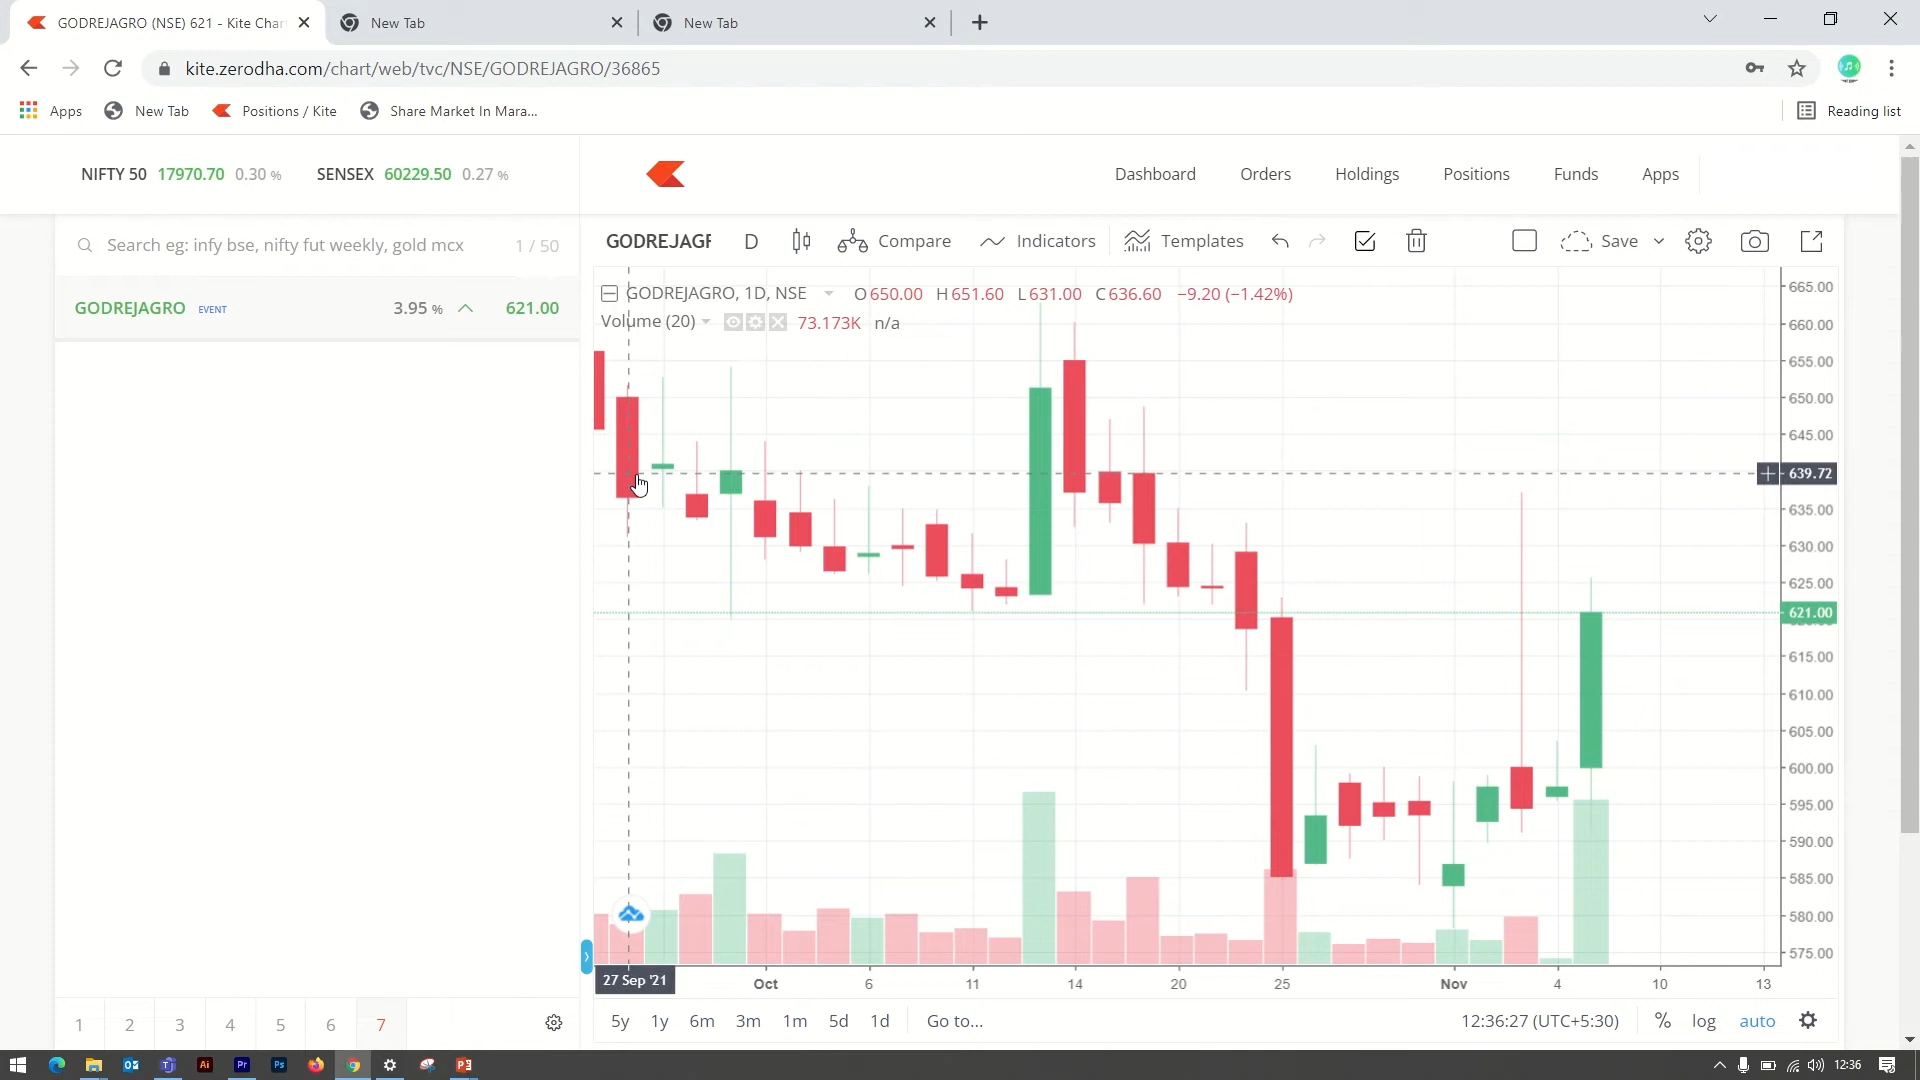 GODREJAGRO (NSE) 621 - Kite Char
New Tab
New Tab
kite.zerodha.com/chart/web/tvc/NSE/GODREJAGRO/36865
Apps
New Tab
Positions / Kite
Share Market In Mara...
Reading list
NIFTY 50 17970.70 0.30 %
SENSEX 60229.50 0.27 %
Dashboard
Orders
Holdings
Positions
Funds
Apps
Search eg: infy bse, nifty fut weekly, gold mcx
1 / 50
GODREJAGRO EVENT 3.95 % 621.00
GODREJAGR
D
Compare
Indicators
Templates
Save
GODREJAGRO, 1D, NSE
O650.00 H651.60 L631.00 C636.60 −9.20 (−1.42%)
Volume (20)
73.173K n/a
665.00
660.00
655.00
650.00
645.00
639.72
635.00
630.00
625.00
621.00
615.00
610.00
605.00
600.00
595.00
590.00
585.00
580.00
575.00
27 Sep '21
Oct
6
11
14
20
25
Nov
4
10
13
1
2
3
4
5
6
7
5y
1y
6m
3m
1m
5d
1d
Go to...
12:36:27 (UTC+5:30)
%
log
auto
Ai
Pr
Ps
12:36